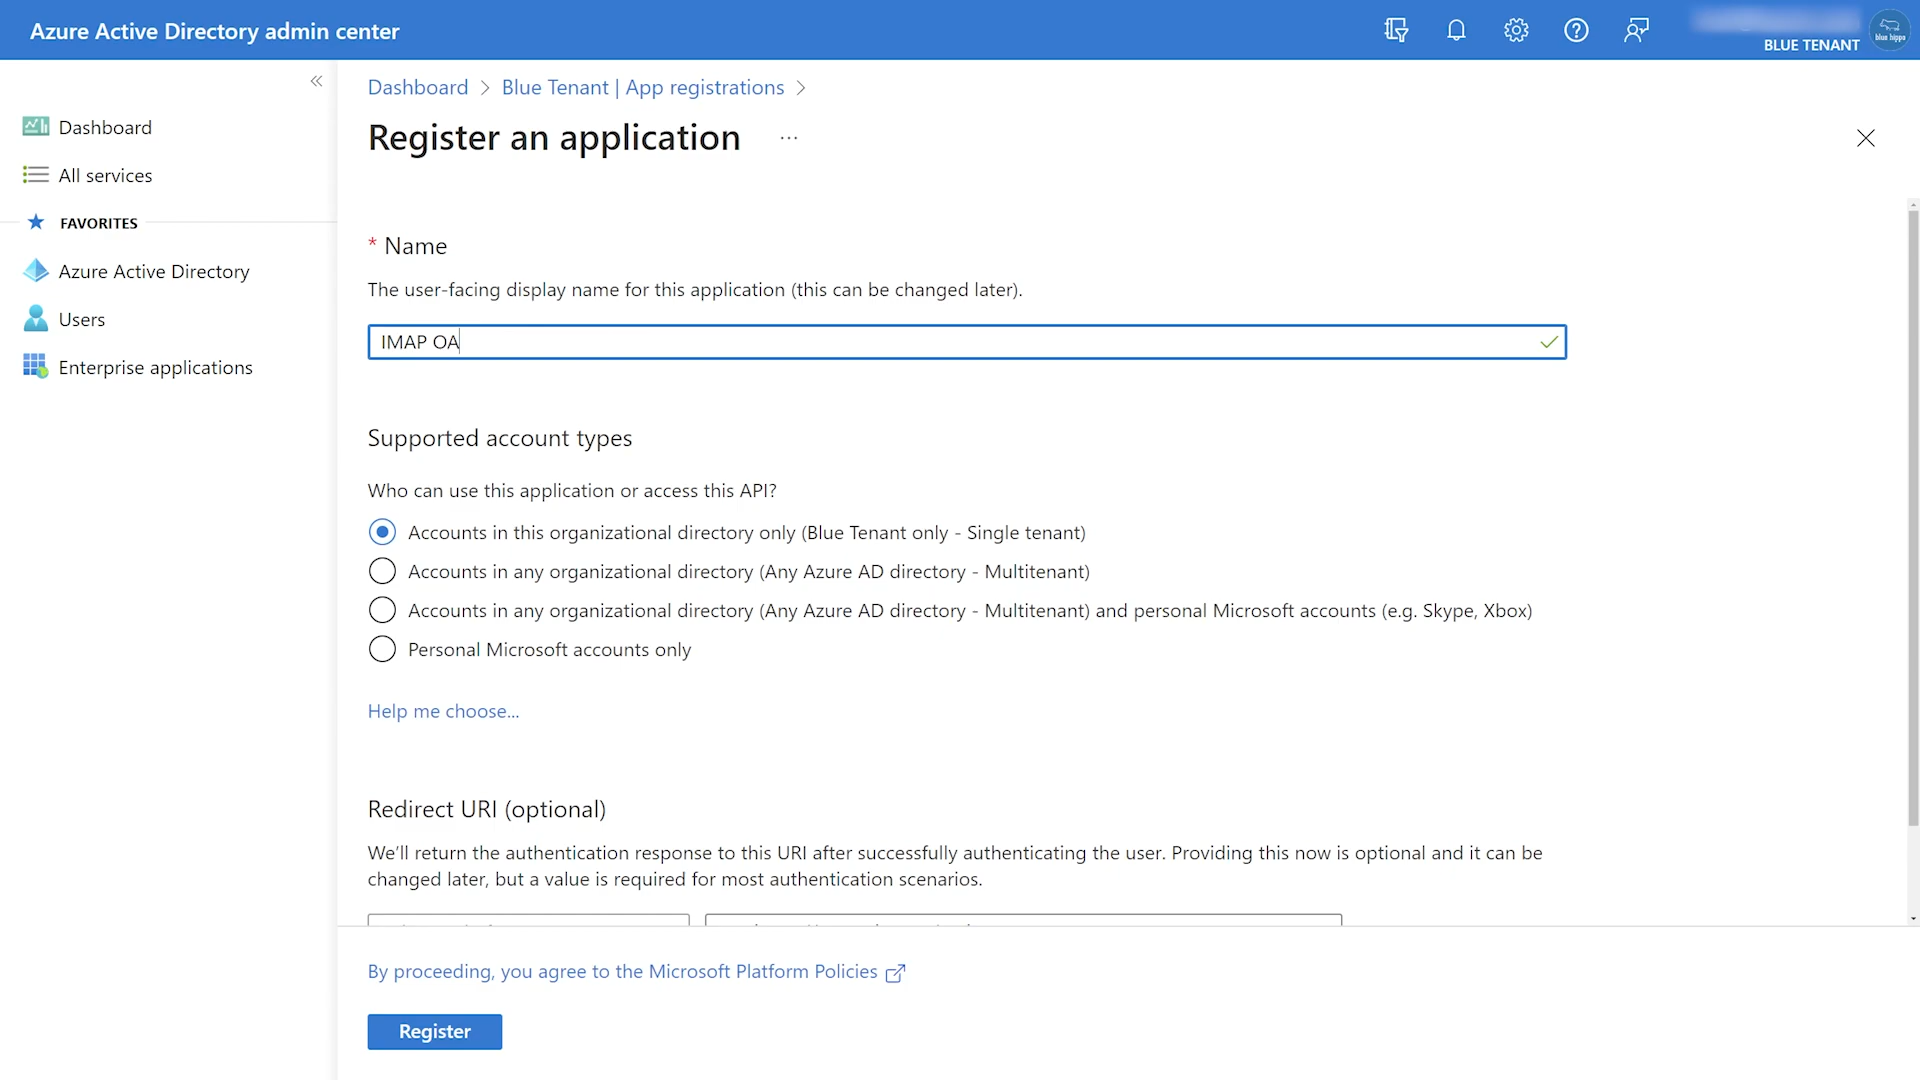 Azure Active Directory admin center
BLUE TENANT
blue hippo
Dashboard
All services
FAVORITES
Azure Active Directory
Users
Enterprise applications
Dashboard > Blue Tenant | App registrations >
Register an application ...
* Name
The user-facing display name for this application (this can be changed later).
IMAP OA
Supported account types
Who can use this application or access this API?
Accounts in this organizational directory only (Blue Tenant only - Single tenant)
Accounts in any organizational directory (Any Azure AD directory - Multitenant)
Accounts in any organizational directory (Any Azure AD directory - Multitenant) and personal Microsoft accounts (e.g. Skype, Xbox)
Personal Microsoft accounts only
Help me choose...
Redirect URI (optional)
We'll return the authentication response to this URI after successfully authenticating the user. Providing this now is optional and it can be
changed later, but a value is required for most authentication scenarios.
By proceeding, you agree to the Microsoft Platform Policies
Register